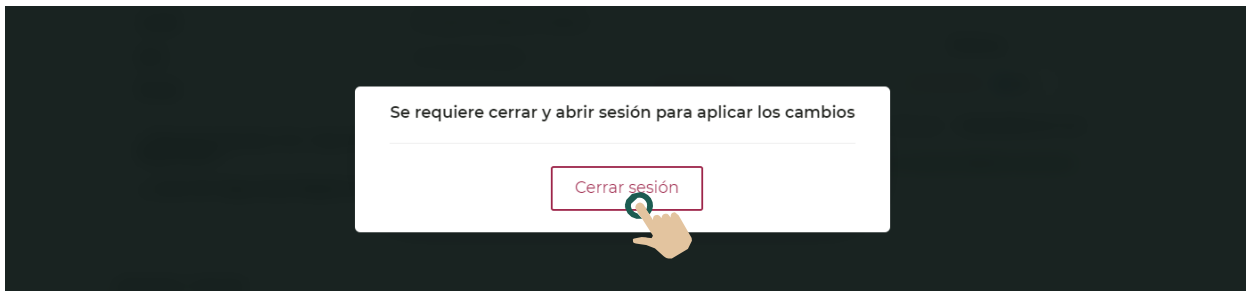 Se requiere cerrar y abrir sesión para aplicar los cambios
Cerrar sesión